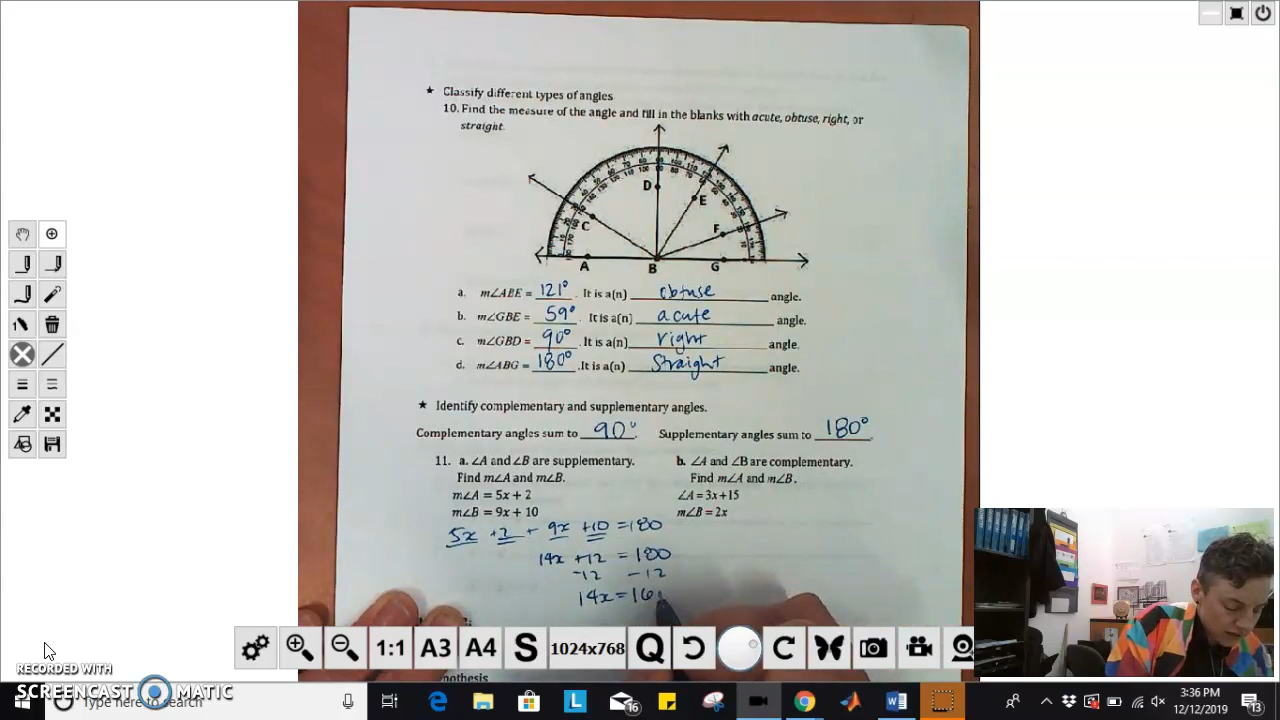 ★ Classify different types of angles
10. Find the measure of the angle and fill in the blanks with acute, obtuse, right, or
straight.
D
E
C
F
A B G
a. m∠ABE = 121° . It is a(n) obtuse angle.
b. m∠GBE = 59° . It is a(n) acute angle.
c. m∠GBD = 90° . It is a(n) right angle.
d. m∠ABG = 180° .It is a(n) Straight angle.
★ Identify complementary and supplementary angles.
Complementary angles sum to 90°. Supplementary angles sum to 180°.
11. a. ∠A and ∠B are supplementary.
Find m∠A and m∠B.
m∠A = 5x + 2
m∠B = 9x + 10
b. ∠A and ∠B are complementary.
Find m∠A and m∠B.
∠A = 3x+15
m∠B = 2x
5x +2 + 9x +10 =180
14x +12 = 180
-12 -12
14x = 16
1:1 A3 A4 S 1024x768 Q
RECORDED WITH
SCREENCAST MATIC
Type here to search
16
3:36 PM
12/12/2019
13